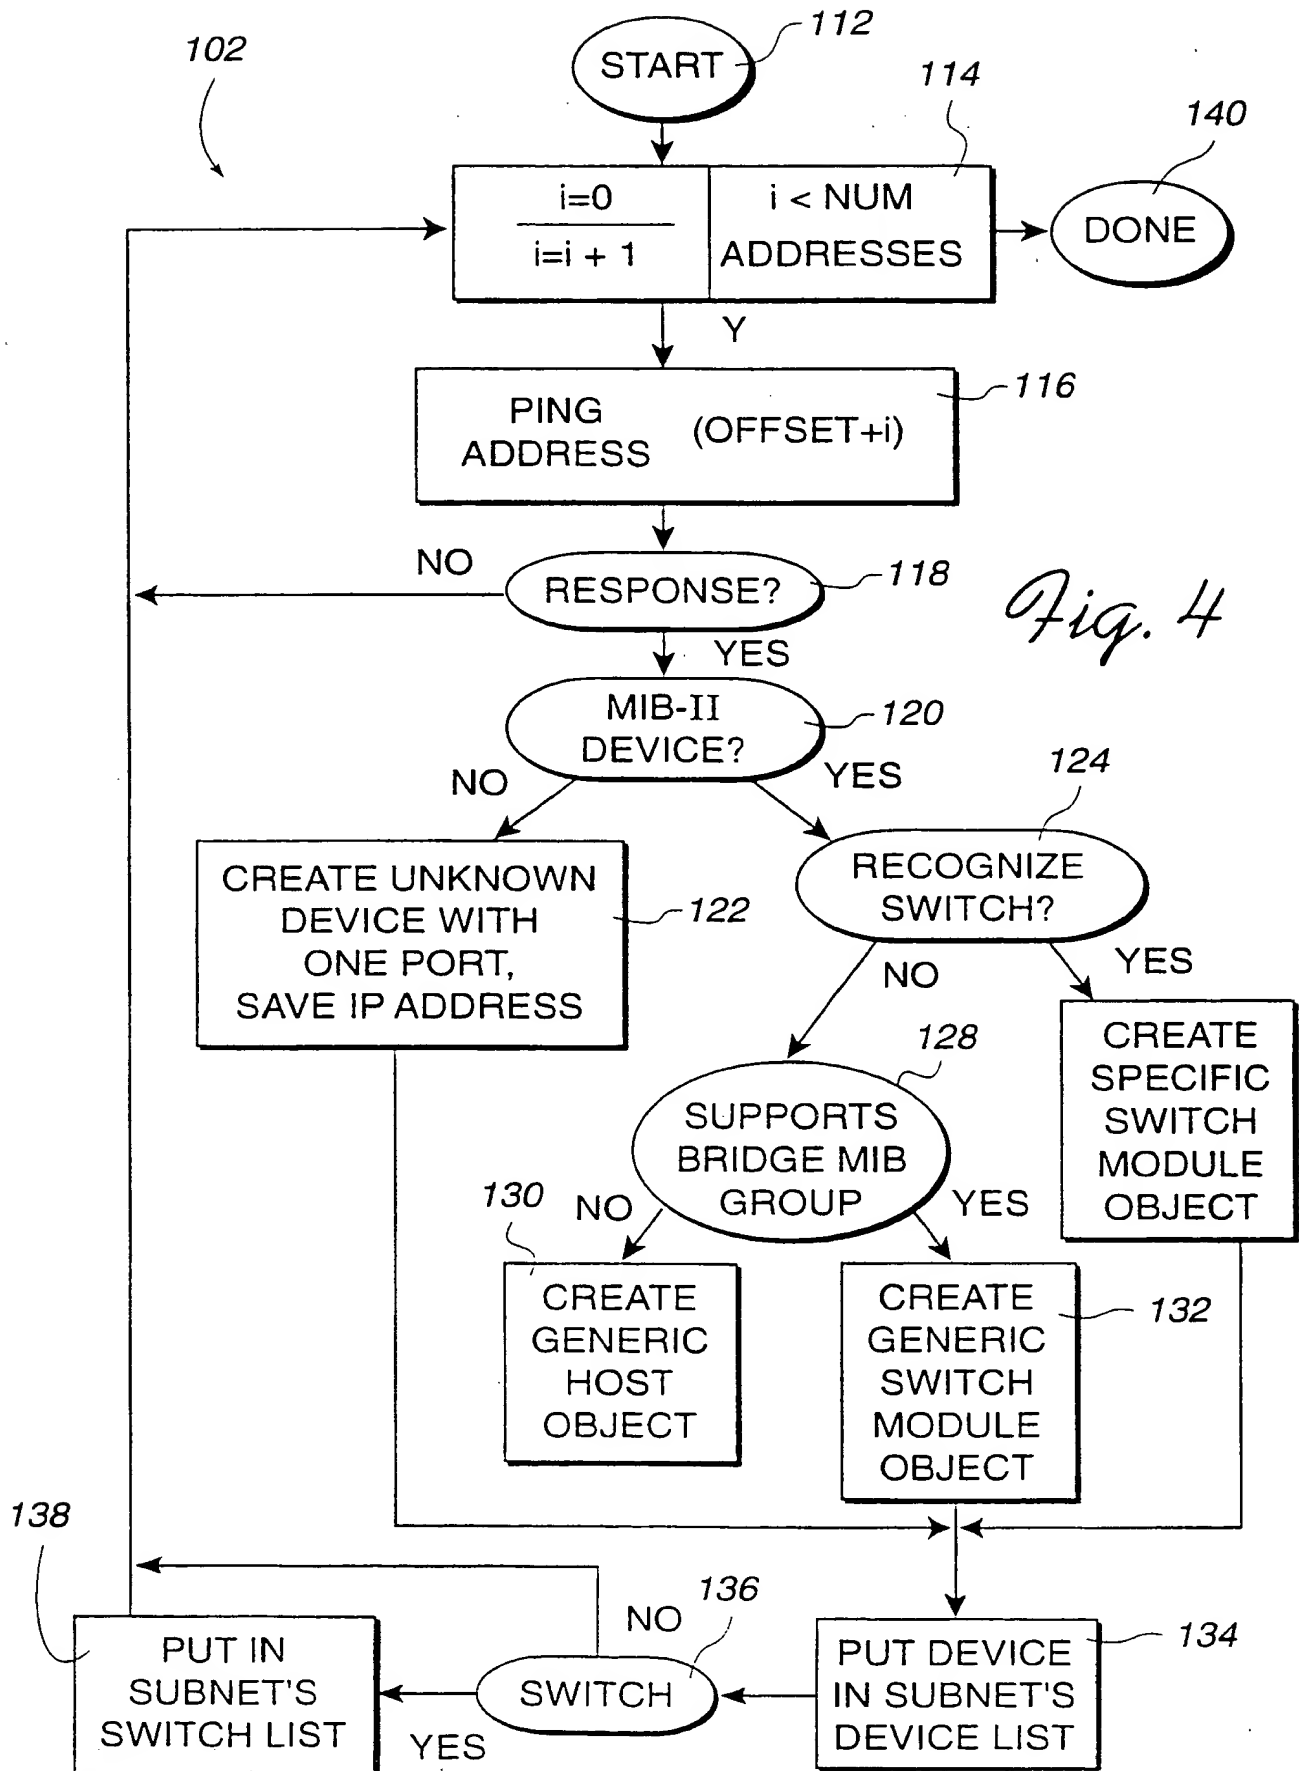 102
START
112
114
140
i=0
i=i + 1
i < NUM
ADDRESSES
DONE
Y
PING
ADDRESS
(OFFSET+i)
116
NO
RESPONSE?
118
Fig. 4
YES
MIB-II
DEVICE?
120
NO
YES
124
CREATE UNKNOWN
DEVICE WITH
ONE PORT,
SAVE IP ADDRESS
122
RECOGNIZE
SWITCH?
NO
YES
128
SUPPORTS
BRIDGE MIB
GROUP
CREATE
SPECIFIC
SWITCH
MODULE
OBJECT
130
NO
YES
CREATE
GENERIC
HOST
OBJECT
CREATE
GENERIC
SWITCH
MODULE
OBJECT
132
138
136
NO
PUT IN
SUBNET'S
SWITCH LIST
YES
SWITCH
PUT DEVICE
IN SUBNET'S
DEVICE LIST
134